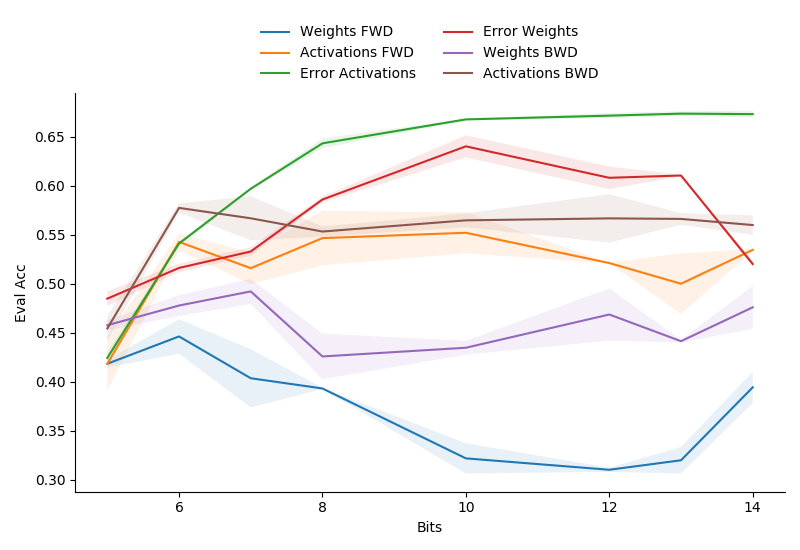 Weights FWD
Activations FWD
Error Activations
Error Weights
Weights BWD
Activations BWD
0.65
0.60
0.55
0.50
0.45
0.40
0.35
0.30
Eval Acc
6 8 10 12 14
Bits